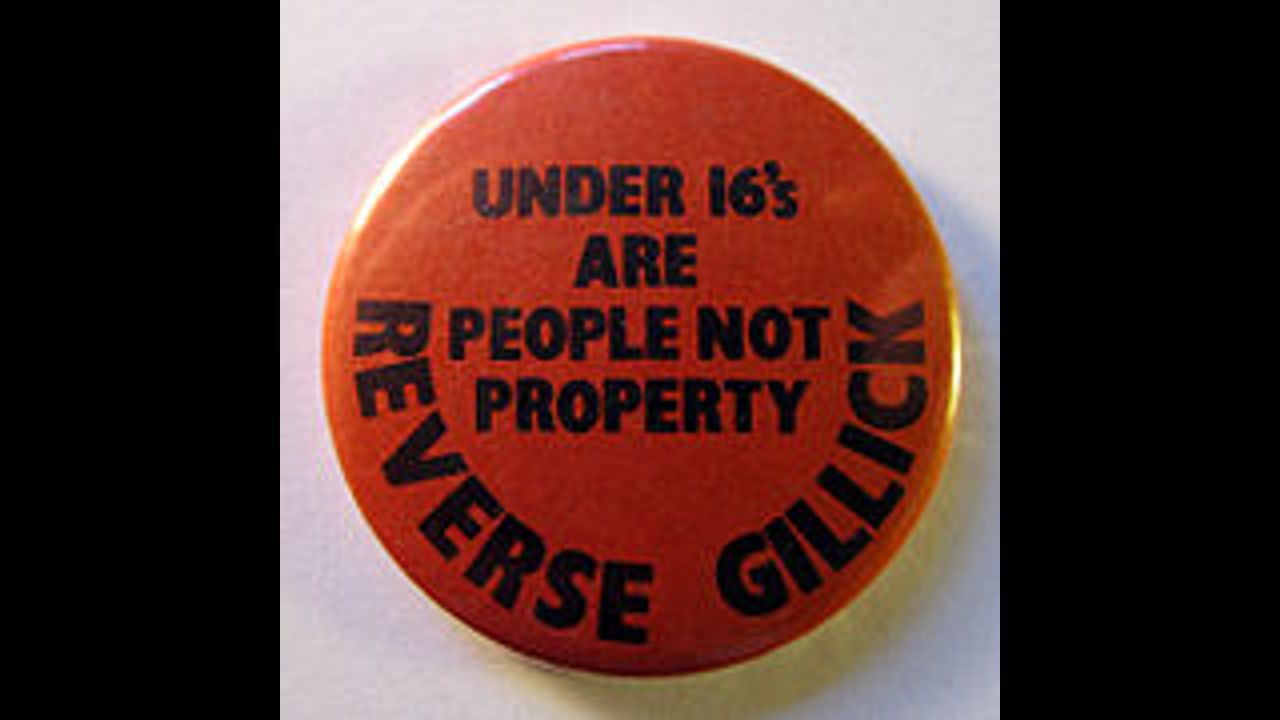 UNDER 16's
ARE
PEOPLE NOT
PROPERTY
REVERSE GILLICK